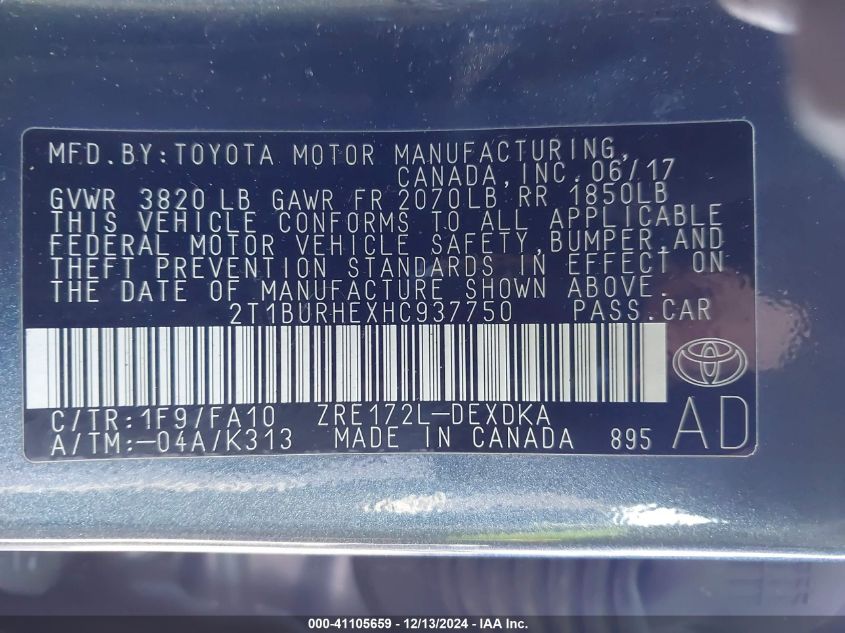 MFD.BY:TOYOTA MOTOR MANUFACTURING,
CANADA,INC.06/17
GVWR 3820 LB GAWR FR 2070LB RR 1850LB
THIS VEHICLE CONFORMS TO ALL APPLICABLE
FEDERAL MOTOR VEHICLE SAFETY,BUMPER,AND
THEFT PREVENTION STANDARDS IN EFFECT ON
THE DATE OF MANUFACTURE SHOWN ABOVE.
2T1BURHEXHC937750 PASS.CAR
C/TR:1F9/FA10 ZRE172L-DEXDKA
A/TM:-04A/K313 MADE IN CANADA 895 AD
000-41105659 - 12/13/2024 - IAA Inc.